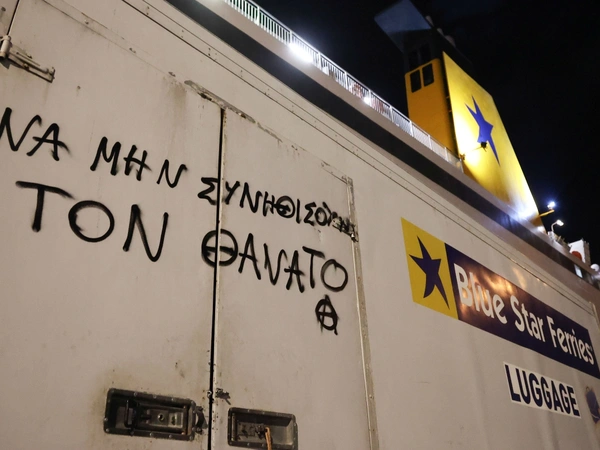 ΝΑ ΜΗΝ ΣΥΝΗΘΙΣΟΥΜΕ
ΤΟΝ ΘΑΝΑΤΟ
Blue Star Ferries
LUGGAGE